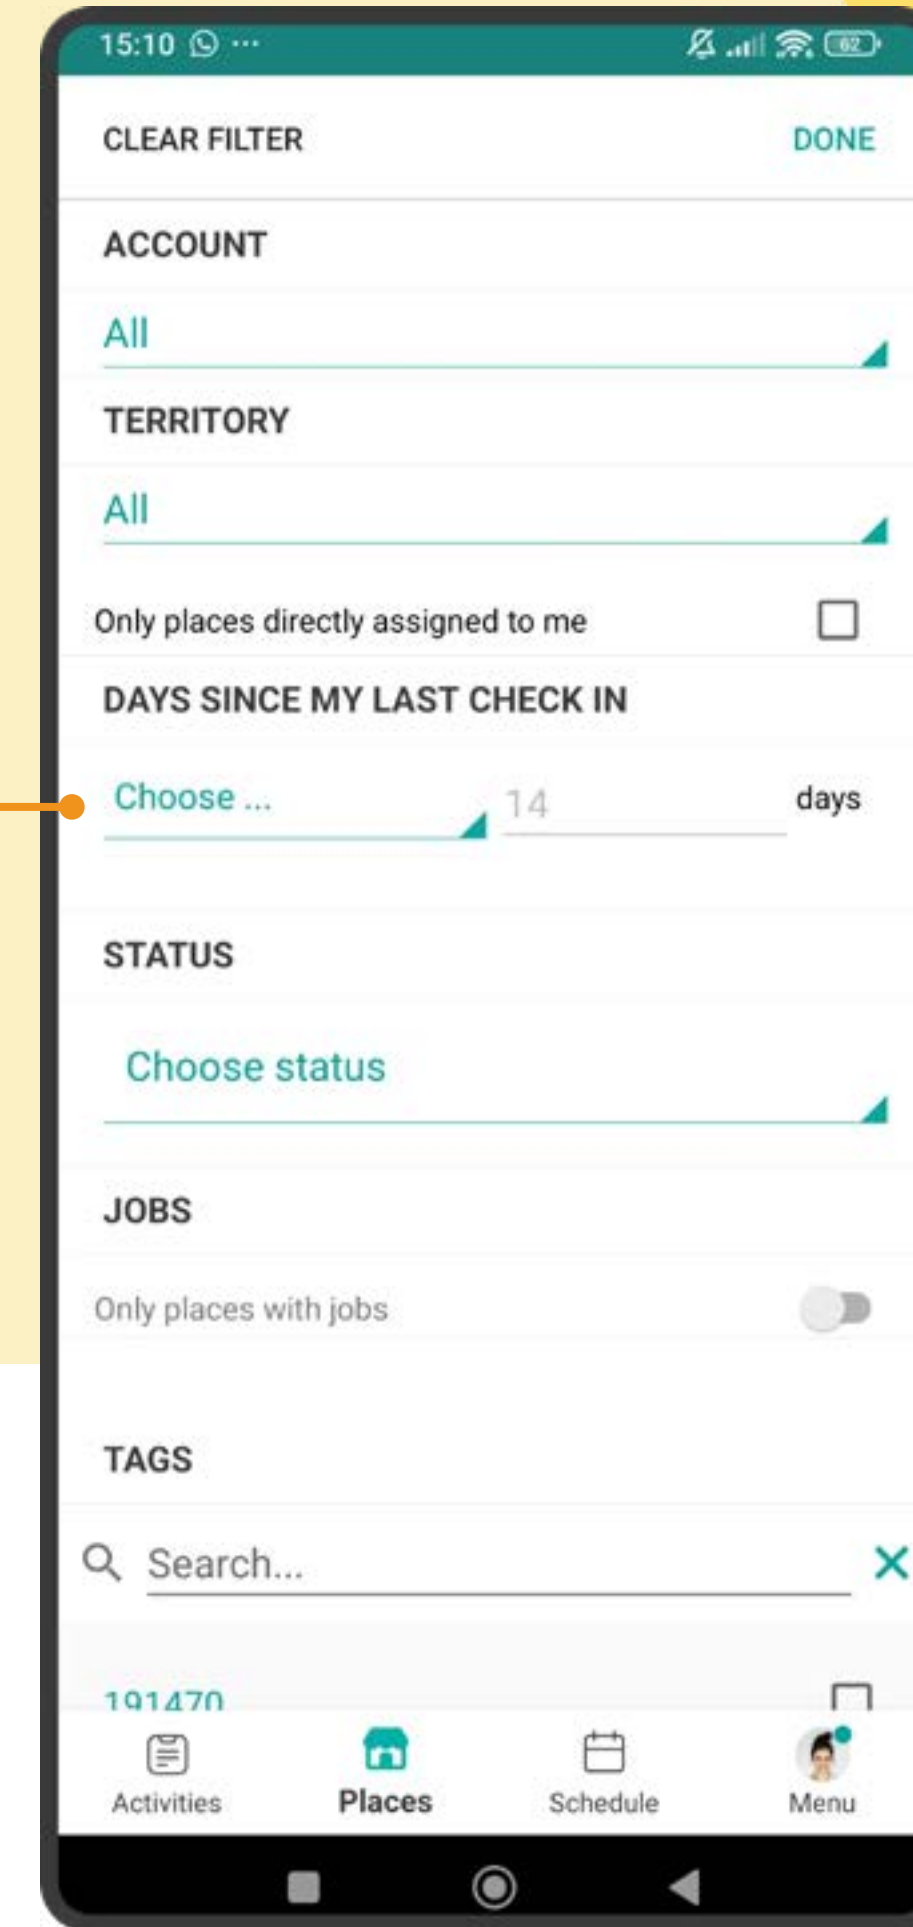 15:10 ...
62
CLEAR FILTER DONE
ACCOUNT
All
TERRITORY
All
Only places directly assigned to me
DAYS SINCE MY LAST CHECK IN
Choose ... 14 days
STATUS
Choose status
JOBS
Only places with jobs
TAGS
Search...
191470
Activities Places Schedule Menu